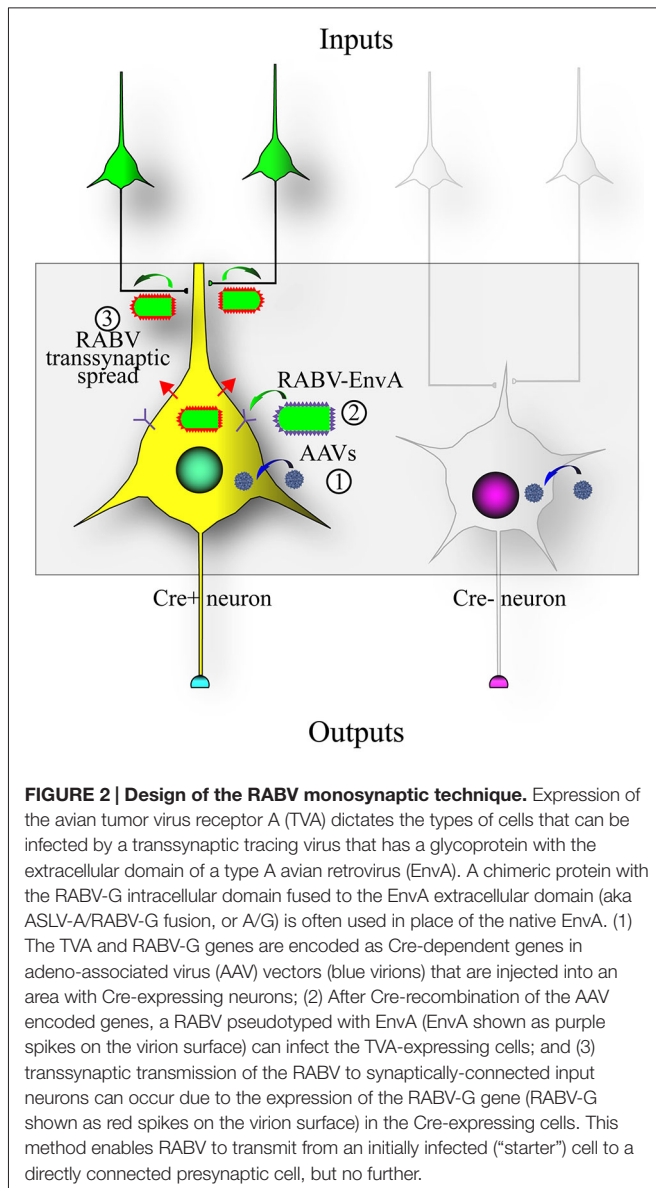 Inputs
③
RABV
transsynaptic
spread
RABV-EnvA
②
AAVs
①
Cre+ neuron
Cre- neuron
Outputs
FIGURE 2 | Design of the RABV monosynaptic technique. Expression of
the avian tumor virus receptor A (TVA) dictates the types of cells that can be
infected by a transsynaptic tracing virus that has a glycoprotein with the
extracellular domain of a type A avian retrovirus (EnvA). A chimeric protein with
the RABV-G intracellular domain fused to the EnvA extracellular domain (aka
ASLV-A/RABV-G fusion, or A/G) is often used in place of the native EnvA. (1)
The TVA and RABV-G genes are encoded as Cre-dependent genes in
adeno-associated virus (AAV) vectors (blue virions) that are injected into an
area with Cre-expressing neurons; (2) After Cre-recombination of the AAV
encoded genes, a RABV pseudotyped with EnvA (EnvA shown as purple
spikes on the virion surface) can infect the TVA-expressing cells; and (3)
transsynaptic transmission of the RABV to synaptically-connected input
neurons can occur due to the expression of the RABV-G gene (RABV-G
shown as red spikes on the virion surface) in the Cre-expressing cells. This
method enables RABV to transmit from an initially infected (“starter”) cell to a
directly connected presynaptic cell, but no further.